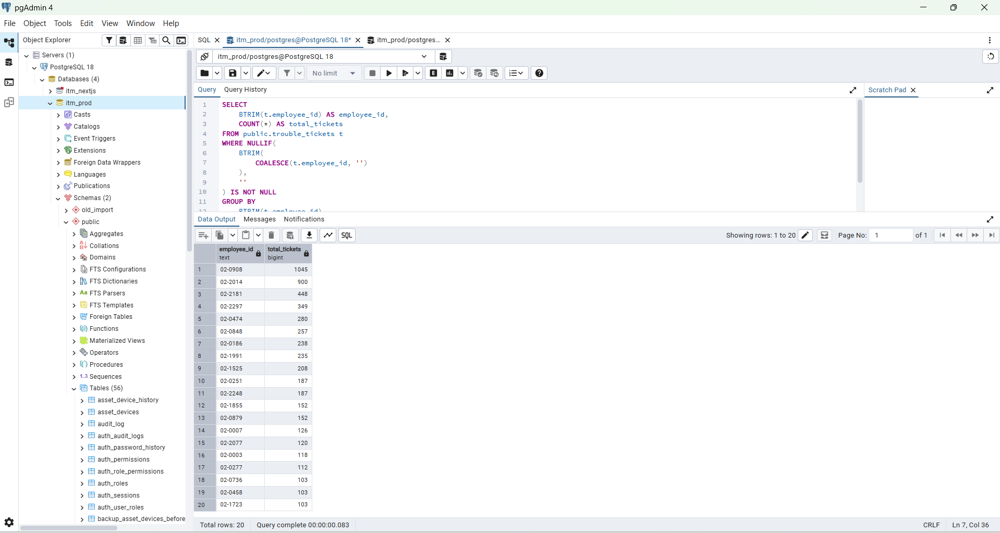 pgAdmin 4
File Object Tools Edit View Window Help
Object Explorer
SQL itm_prod/postgres@PostgreSQL 18* itm_prod/postgres...
itm_prod/postgres@PostgreSQL 18
No limit
E
Query Query History
Scratch Pad
Servers (1)
PostgreSQL 18
Databases (4)
itm_nextjs
itm_prod
Casts
Catalogs
Event Triggers
Extensions
Foreign Data Wrappers
Languages
Publications
Schemas (2)
old_import
public
Aggregates
Collations
Domains
FTS Configurations
FTS Dictionaries
Aa FTS Parsers
FTS Templates
Foreign Tables
Functions
Materialized Views
Operators
Procedures
1..3 Sequences
Tables (56)
asset_device_history
asset_devices
audit_log
auth_audit_logs
auth_password_history
auth_permissions
auth_role_permissions
auth_roles
auth_sessions
auth_user_roles
backup_asset_devices_before
1 SELECT
2 BTRIM(t.employee_id) AS employee_id,
3 COUNT(*) AS total_tickets
4 FROM public.trouble_tickets t
5 WHERE NULLIF(
6 BTRIM(
7 COALESCE(t.employee_id, '')
8 ),
9 ''
10 ) IS NOT NULL
11 GROUP BY
12 BTRIM(t.employee_id)
Data Output Messages Notifications
SQL
Showing rows: 1 to 20 Page No: 1 of 1
employee_id total_tickets
text bigint
1 02-0908 1045
2 02-2014 900
3 02-2181 448
4 02-2297 349
5 02-0474 280
6 02-0848 257
7 02-0186 238
8 02-1991 235
9 02-1525 208
10 02-0251 187
11 02-2248 187
12 02-1855 152
13 02-0879 152
14 02-0007 126
15 02-2077 120
16 02-0003 118
17 02-0277 112
18 02-0736 103
19 02-0458 103
20 02-1723 103
Total rows: 20 Query complete 00:00:00.083 CRLF Ln 7, Col 36